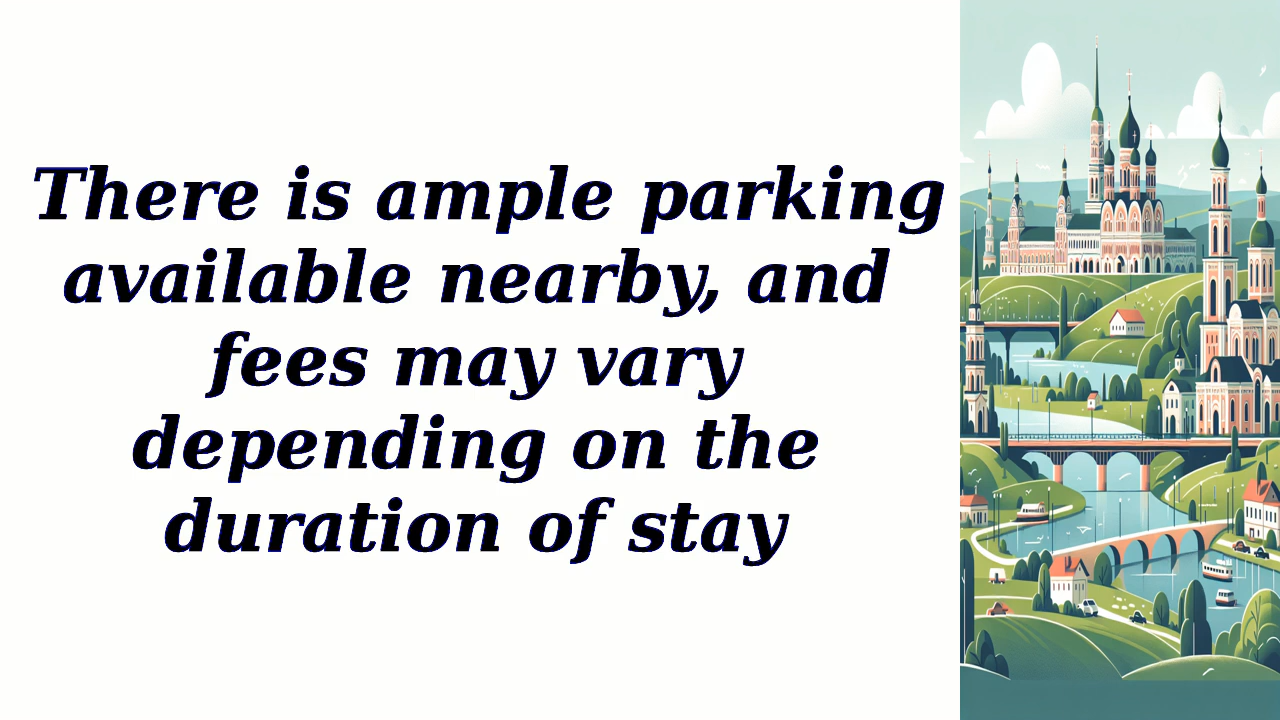 There is ample parking
available nearby, and
fees may vary
depending on the
duration of stay